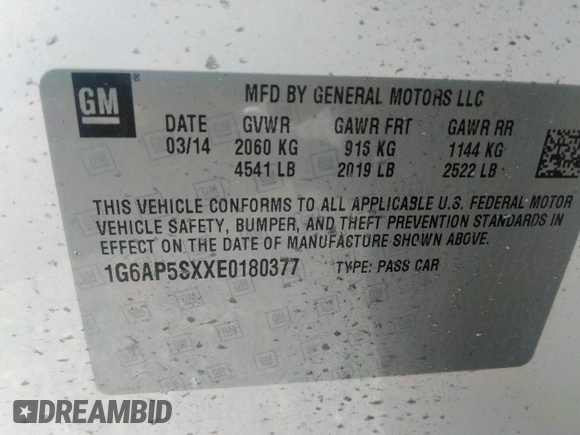 GM
MFD BY GENERAL MOTORS LLC
DATE GVWR GAWR FRT GAWR RR
03/14 2060 KG 916 KG 1144 KG
4541 LB 2019 LB 2522 LB
THIS VEHICLE CONFORMS TO ALL APPLICABLE U.S. FEDERAL MOTOR
VEHICLE SAFETY, BUMPER, AND THEFT PREVENTION STANDARDS IN
EFFECT ON THE DATE OF MANUFACTURE SHOWN ABOVE.
1G6AP5SXXE0180377 TYPE: PASS CAR
DREAMBID